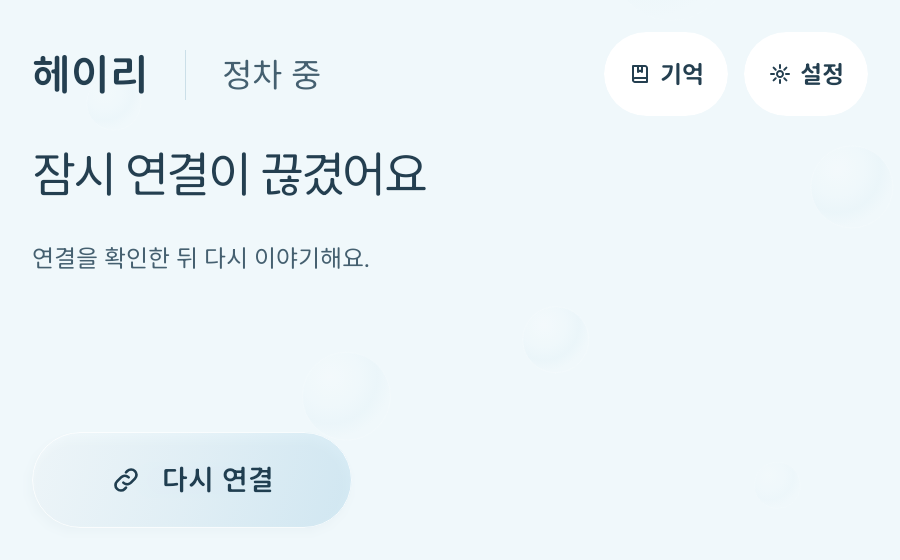 헤이리
정차 중
기억
설정
잠시 연결이 끊겼어요
연결을 확인한 뒤 다시 이야기해요.
다시 연결